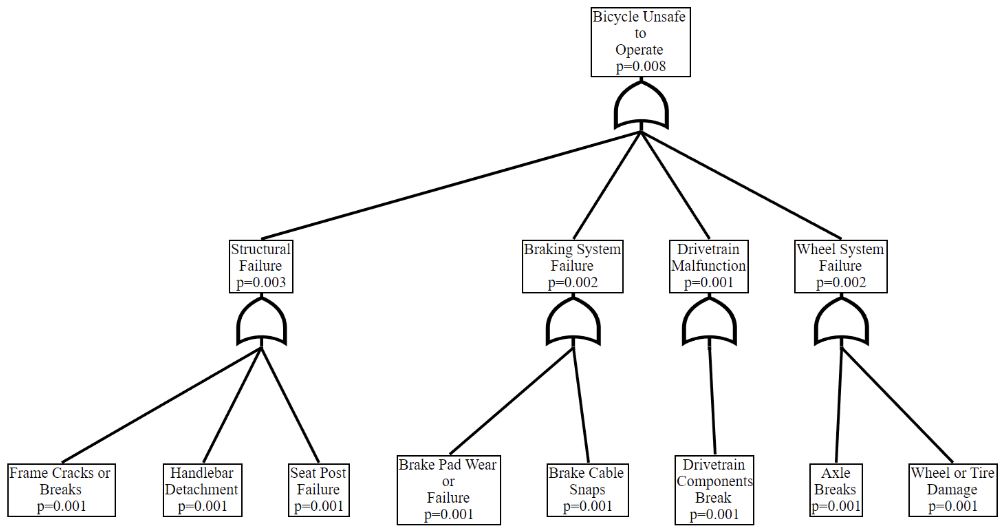 Bicycle Unsafe
to
Operate
p=0.008
Structural
Failure
p=0.003
Braking System
Failure
p=0.002
Drivetrain
Malfunction
p=0.001
Wheel System
Failure
p=0.002
Frame Cracks or
Breaks
p=0.001
Handlebar
Detachment
p=0.001
Seat Post
Failure
p=0.001
Brake Pad Wear
or
Failure
p=0.001
Brake Cable
Snaps
p=0.001
Drivetrain
Components
Break
p=0.001
Axle
Breaks
p=0.001
Wheel or Tire
Damage
p=0.001